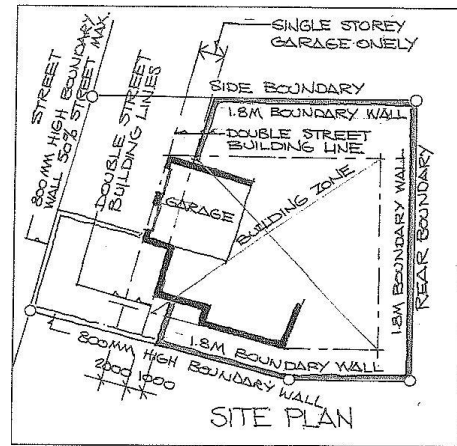 SINGLE STOREY
GARAGE ONELY
STREET
800MM HIGH BOUNDARY
WALL 50% STREET MAX.
DOUBLE STREET
BUILDING LINES
SIDE BOUNDARY
1.8M BOUNDARY WALL
DOUBLE STREET
BUILDING LINE
GARAGE
BUILDING ZONE
1.8M BOUNDARY WALL
REAR BOUNDARY
1.8M BOUNDARY WALL
800MM HIGH BOUNDARY WALL
2000
1000
SITE PLAN